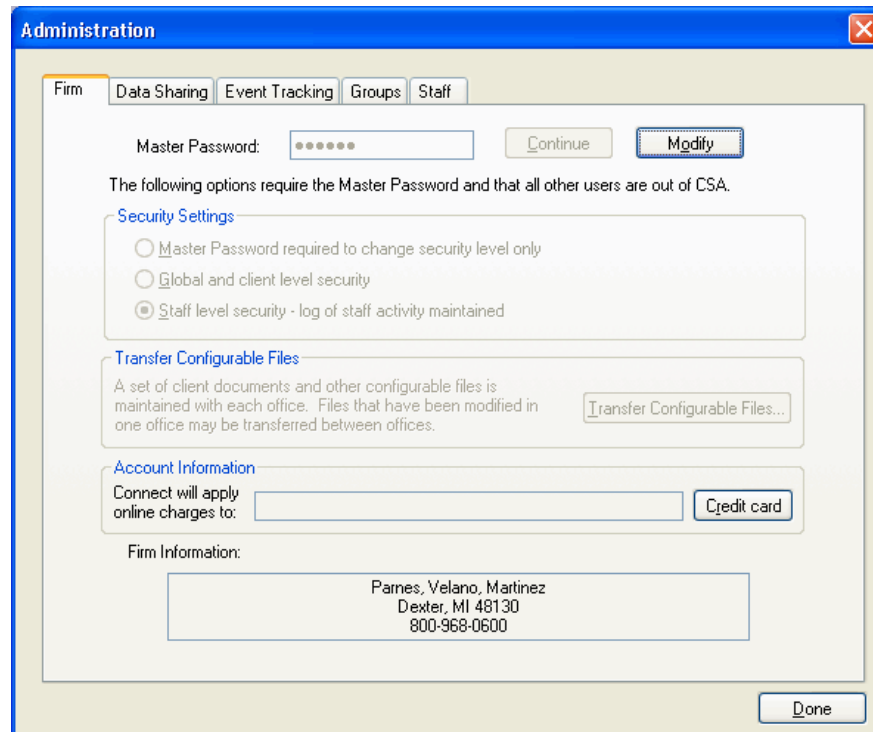 Administration
Firm Data Sharing Event Tracking Groups Staff
Master Password: ●●●●●● Continue Modify
The following options require the Master Password and that all other users are out of CSA.
Security Settings
Master Password required to change security level only
Global and client level security
Staff level security - log of staff activity maintained
Transfer Configurable Files
A set of client documents and other configurable files is
maintained with each office. Files that have been modified in
one office may be transferred between offices.
Transfer Configurable Files...
Account Information
Connect will apply
online charges to:
Credit card
Firm Information:
Parnes, Velano, Martinez
Dexter, MI 48130
800-968-0600
Done